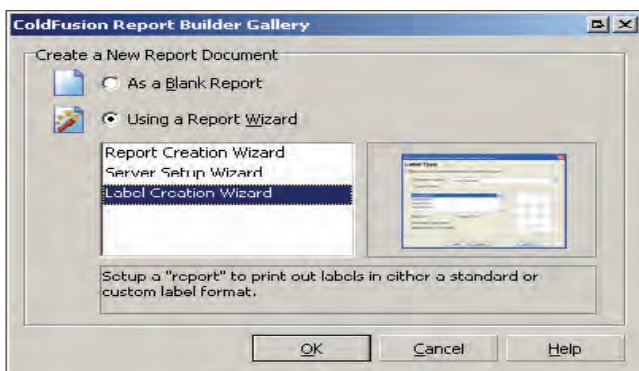 ColdFusion Report Builder Gallery
Create a New Report Document
As a Blank Report
Using a Report Wizard
Report Creation Wizard
Server Setup Wizard
Label Creation Wizard
Label Type
Setup a "report" to print out labels in either a standard or
custom label format.
OK
Cancel
Help